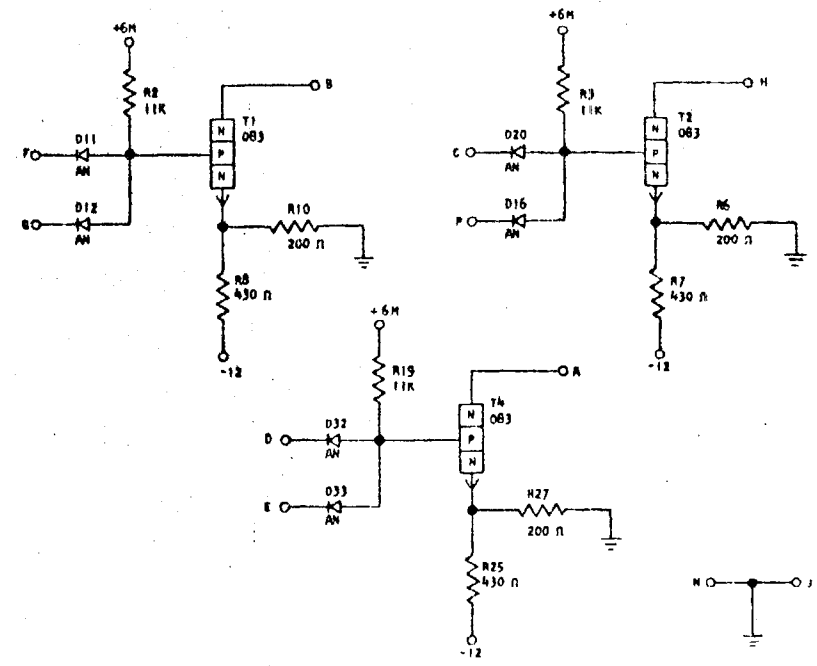 +6M
R2
11K
B
T1
083
N
P
N
D11
AN
D12
AN
R10
200 Ω
R8
430 Ω
-12
+6M
R3
11K
H
T2
083
N
P
N
C
D20
AN
P
D16
AN
R6
200 Ω
R7
430 Ω
-12
+6M
R19
11K
A
T4
083
N
P
N
D
D32
AN
E
D33
AN
R27
200 Ω
R25
430 Ω
-12
N
J